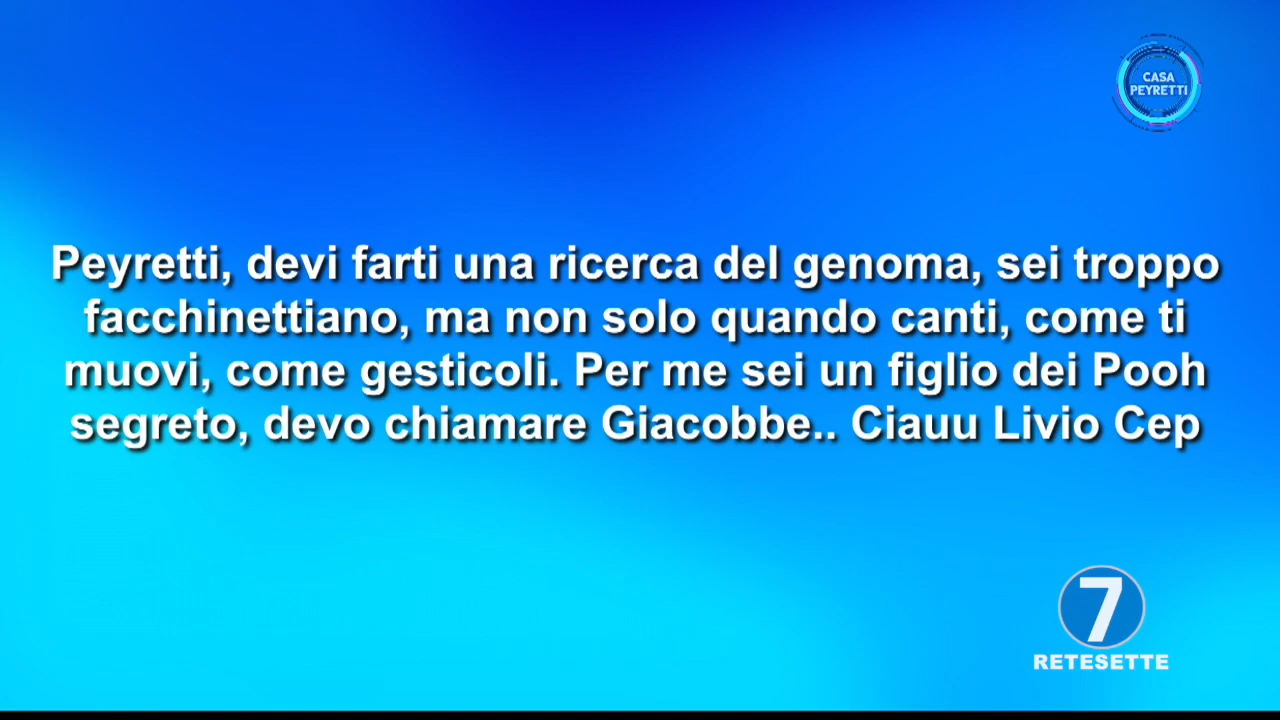 CASA
PEYRETTI
Peyretti, devi farti una ricerca del genoma, sei troppo
facchinettiano, ma non solo quando canti, come ti
muovi, come gesticoli. Per me sei un figlio dei Pooh
segreto, devo chiamare Giacobbe.. Ciauu Livio Cep
7
RETESETTE